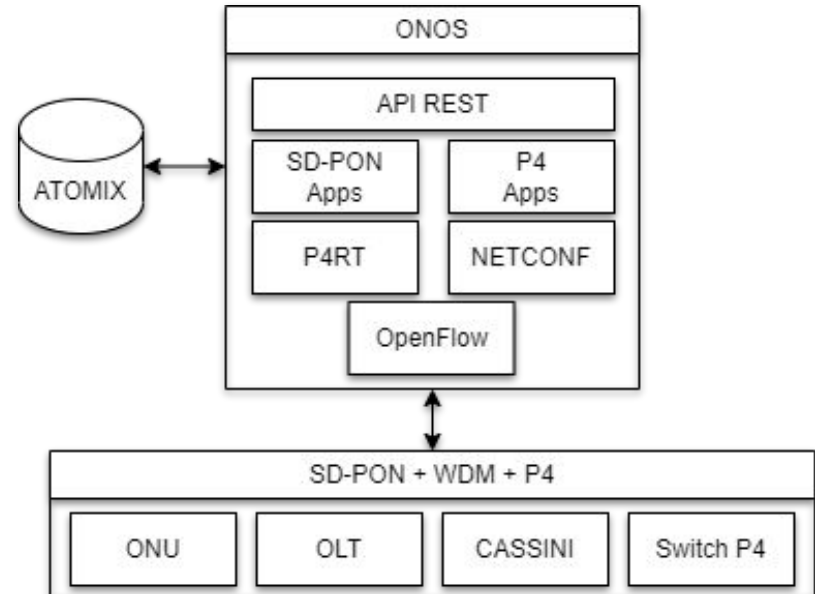 ONOS
API REST
ATOMIX
SD-PON
Apps
P4
Apps
P4RT
NETCONF
OpenFlow
SD-PON + WDM + P4
ONU
OLT
CASSINI
Switch P4